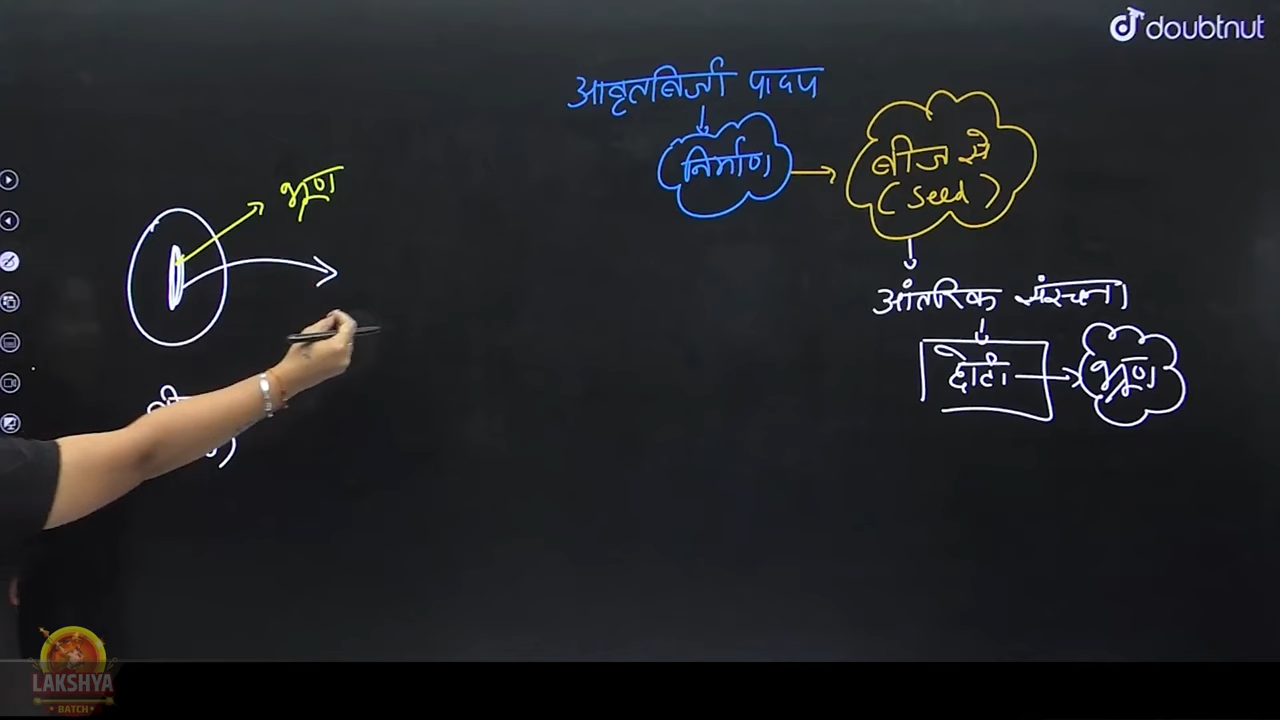 doubtnut
आवृतबिजी पादप
निर्माण
बीज से
(seed)
भ्रूण
आंतरिक संरचना
छोटी
भ्रूण
LAKSHYA
BATCH